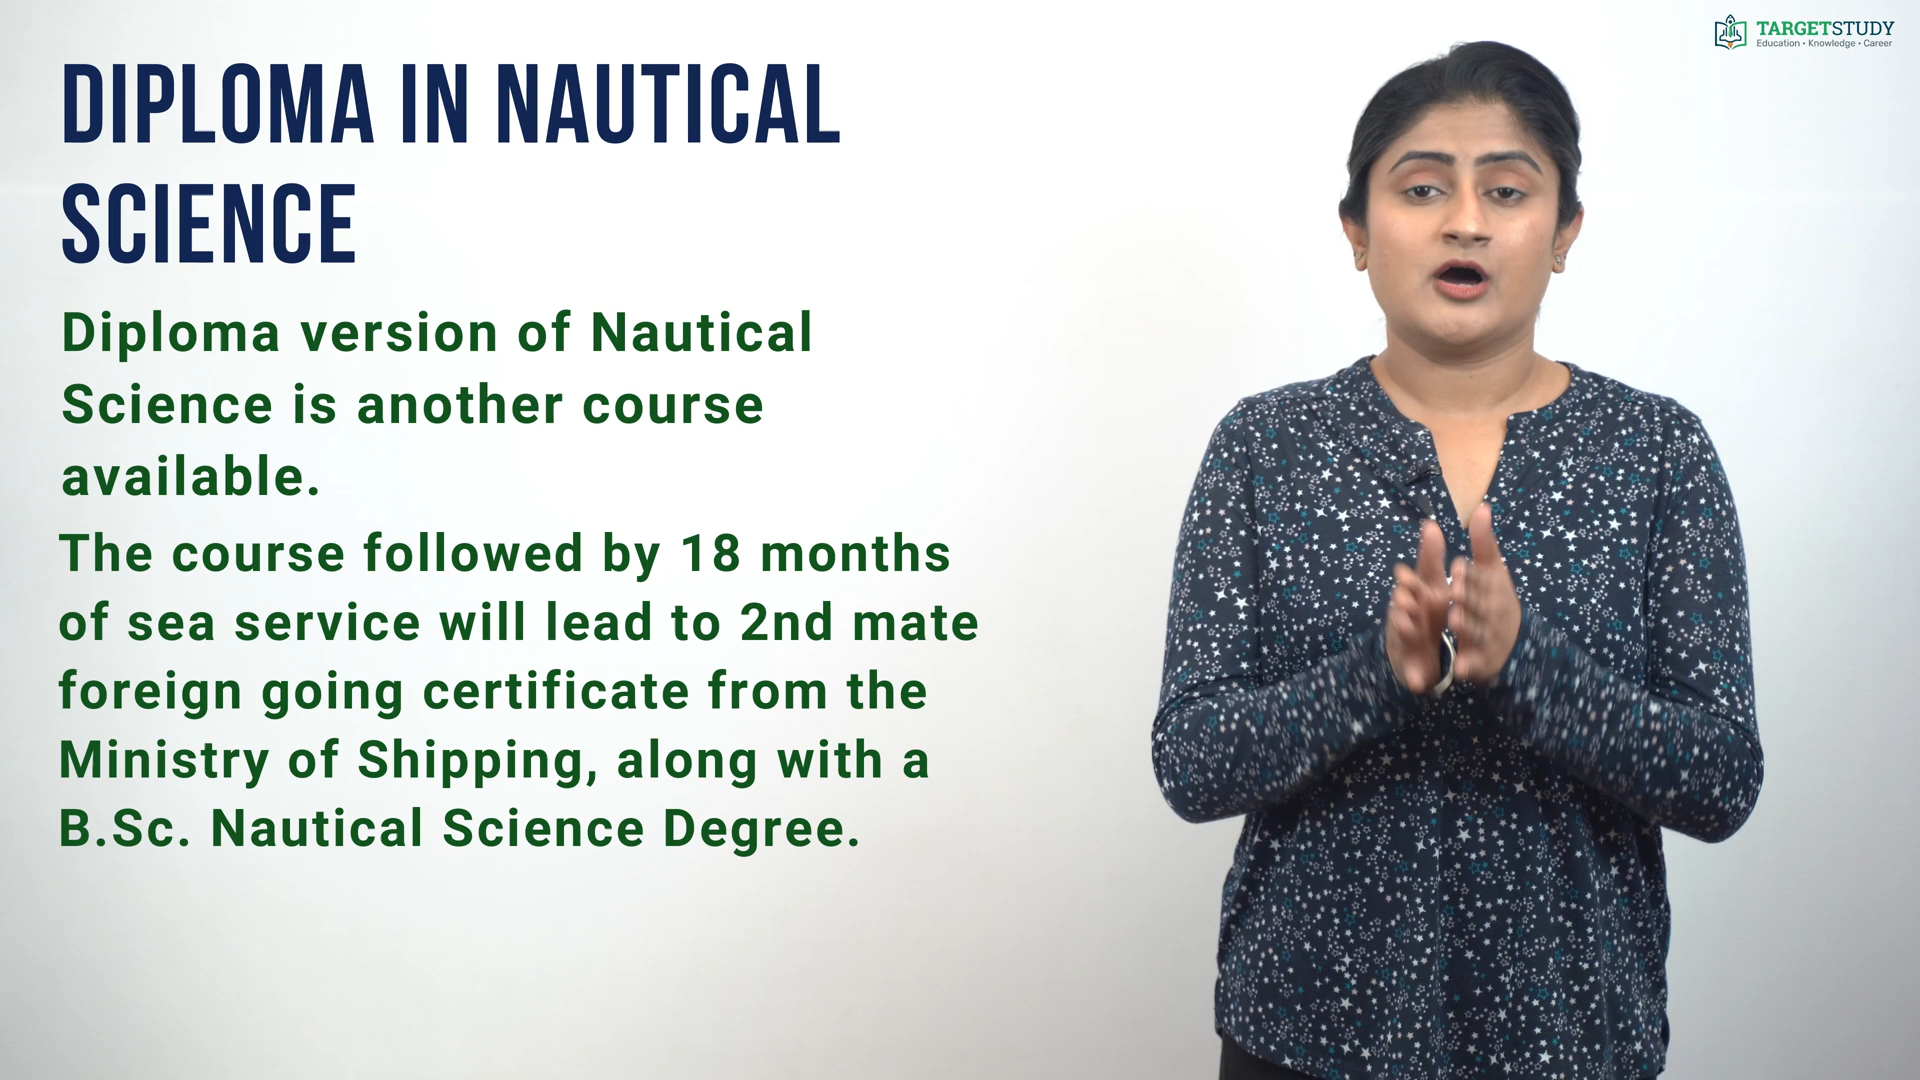 TARGETSTUDY
Education • Knowledge • Career
DIPLOMA IN NAUTICAL
SCIENCE
Diploma version of Nautical
Science is another course
available.
The course followed by 18 months
of sea service will lead to 2nd mate
foreign going certificate from the
Ministry of Shipping, along with a
B.Sc. Nautical Science Degree.